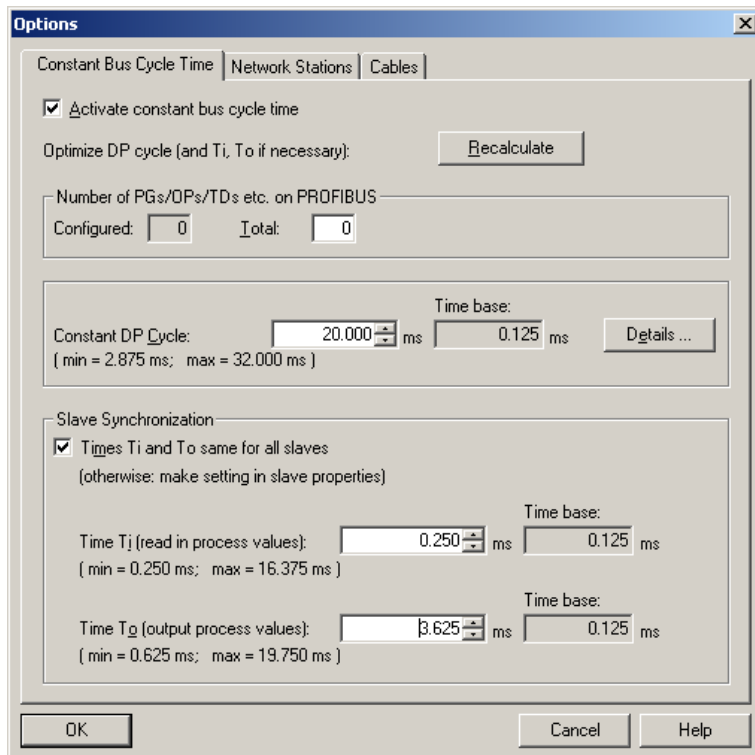 Options
Constant Bus Cycle Time Network Stations Cables
Activate constant bus cycle time
Optimize DP cycle (and Ti, To if necessary): Recalculate
Number of PGs/OPs/TDs etc. on PROFIBUS
Configured: 0 Total: 0
Time base:
Constant DP Cycle: 20.000 ms 0.125 ms Details ...
( min = 2.875 ms; max = 32.000 ms )
Slave Synchronization
Times Ti and To same for all slaves
(otherwise: make setting in slave properties)
Time base:
Time Ti (read in process values): 0.250 ms 0.125 ms
( min = 0.250 ms; max = 16.375 ms )
Time base:
Time To (output process values): 3.625 ms 0.125 ms
( min = 0.625 ms; max = 19.750 ms )
OK Cancel Help